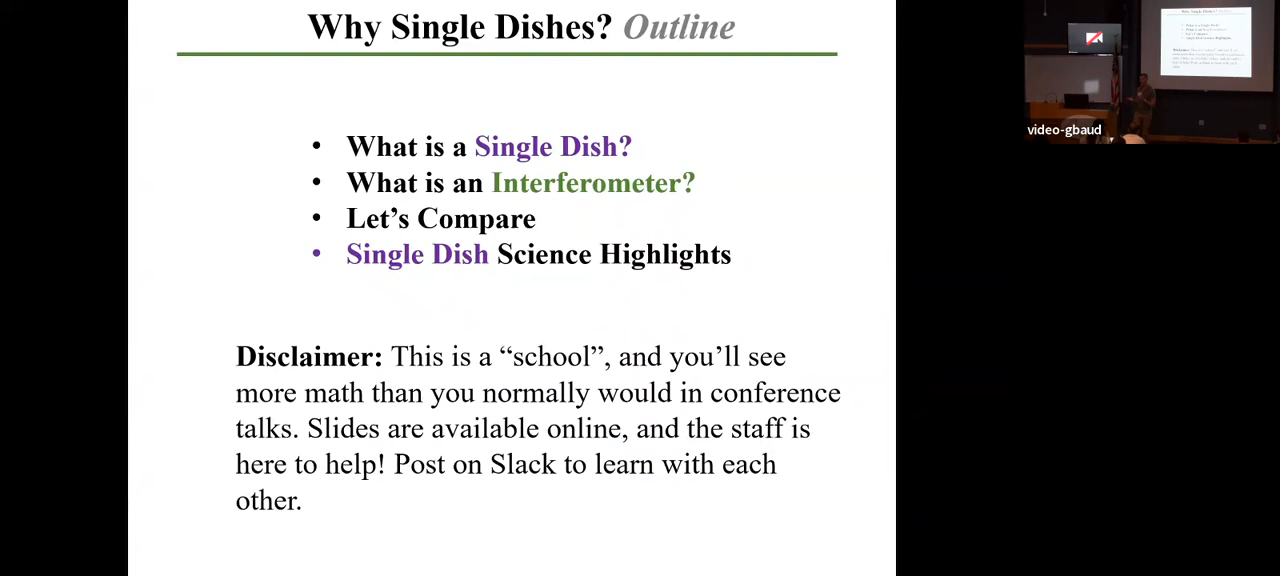 Why Single Dishes? Outline
• What is a Single Dish?
• What is an Interferometer?
• Let’s Compare
• Single Dish Science Highlights
Disclaimer: This is a “school”, and you’ll see
more math than you normally would in conference
talks. Slides are available online, and the staff is
here to help! Post on Slack to learn with each
other.
video-gbaud